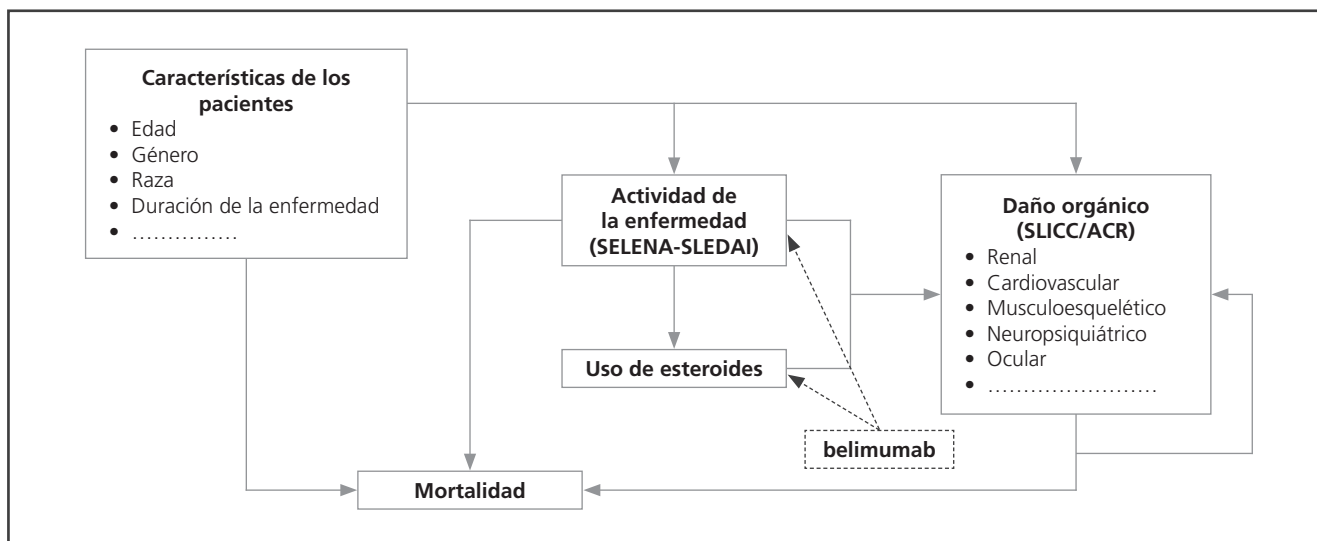 Características de los
pacientes
• Edad
• Género
• Raza
• Duración de la enfermedad
• ……………
Actividad de
la enfermedad
(SELENA-SLEDAI)
Uso de esteroides
Daño orgánico
(SLICC/ACR)
• Renal
• Cardiovascular
• Musculoesquelético
• Neuropsiquiátrico
• Ocular
• ……………………
belimumab
Mortalidad